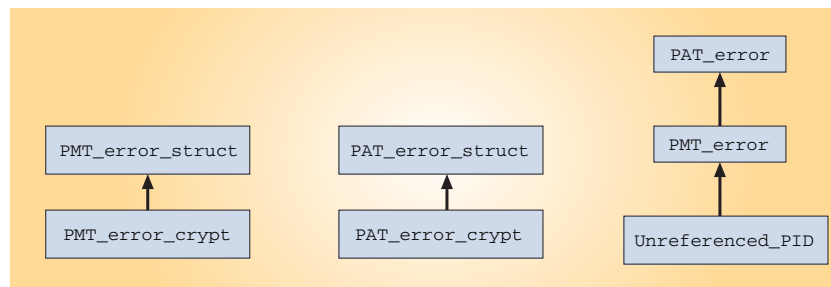 PAT_error
PMT_error_struct
PAT_error_struct
PMT_error
PMT_error_crypt
PAT_error_crypt
Unreferenced_PID